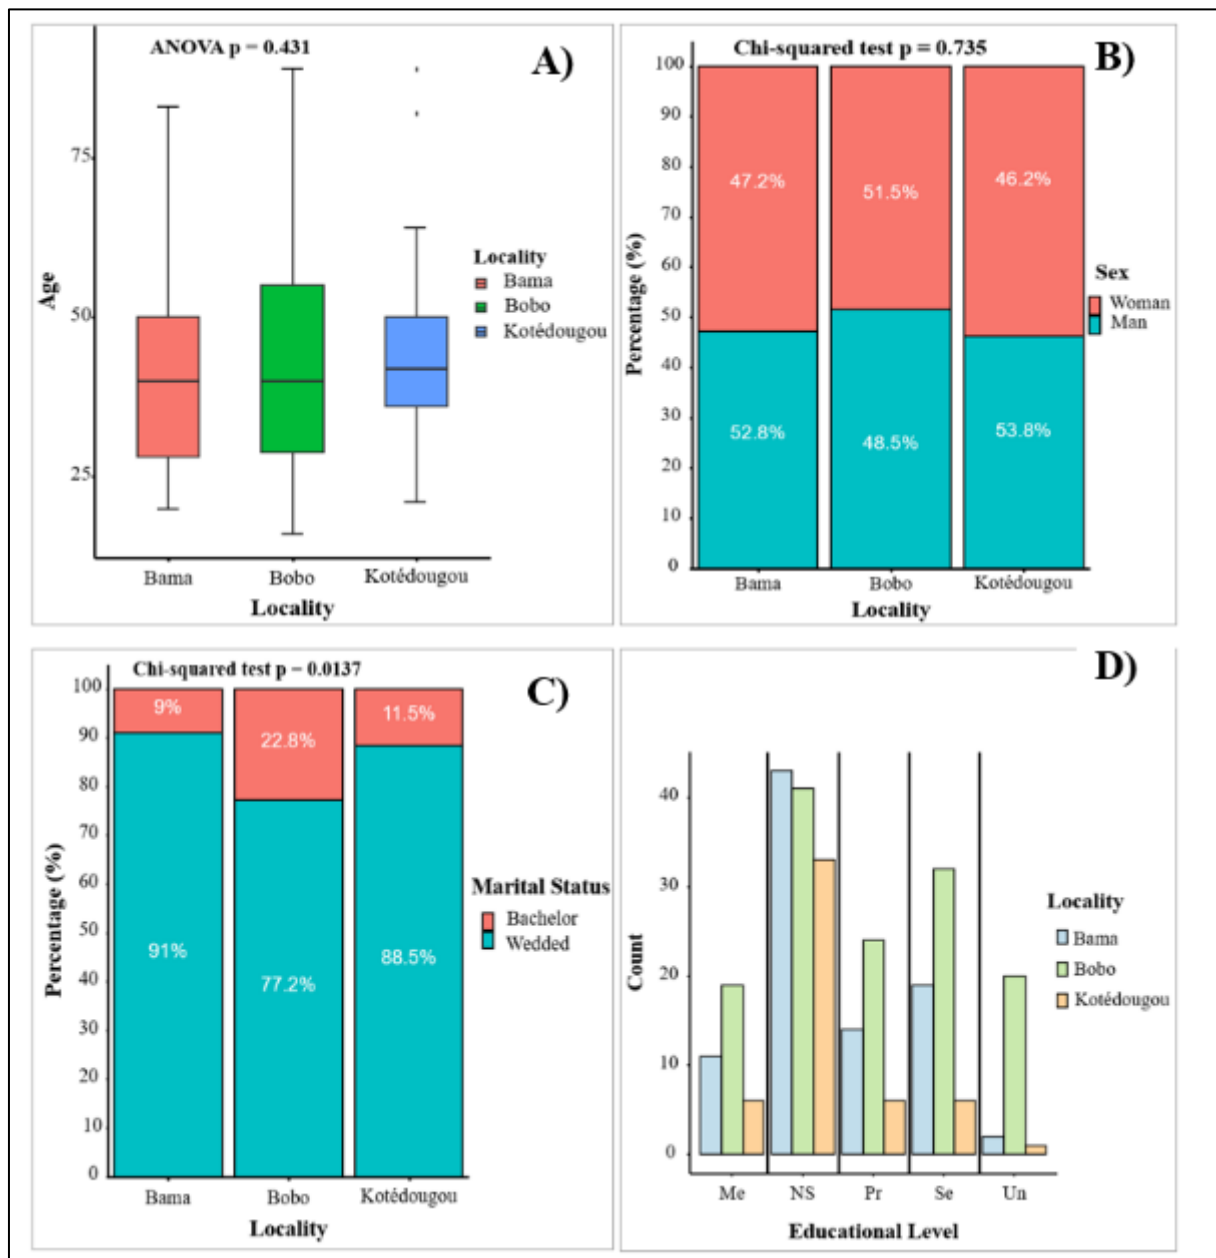 ANOVA p = 0.431
A)
75
50
25
Age
Bama
Bobo
Kotédougou
Locality
Locality
Bama
Bobo
Kotédougou
Chi-squared test p = 0.735
B)
100
90
80
70
60
50
40
30
20
10
0
Percentage (%)
47.2%
51.5%
46.2%
52.8%
48.5%
53.8%
Bama
Bobo
Kotédougou
Locality
Sex
Woman
Man
Chi-squared test p = 0.0137
C)
100
90
80
70
60
50
40
30
20
10
0
Percentage (%)
9%
22.8%
11.5%
91%
77.2%
88.5%
Bama
Bobo
Kotédougou
Locality
Marital Status
Bachelor
Wedded
D)
40
30
20
10
0
Count
Me
NS
Pr
Se
Un
Educational Level
Locality
Bama
Bobo
Kotédougou